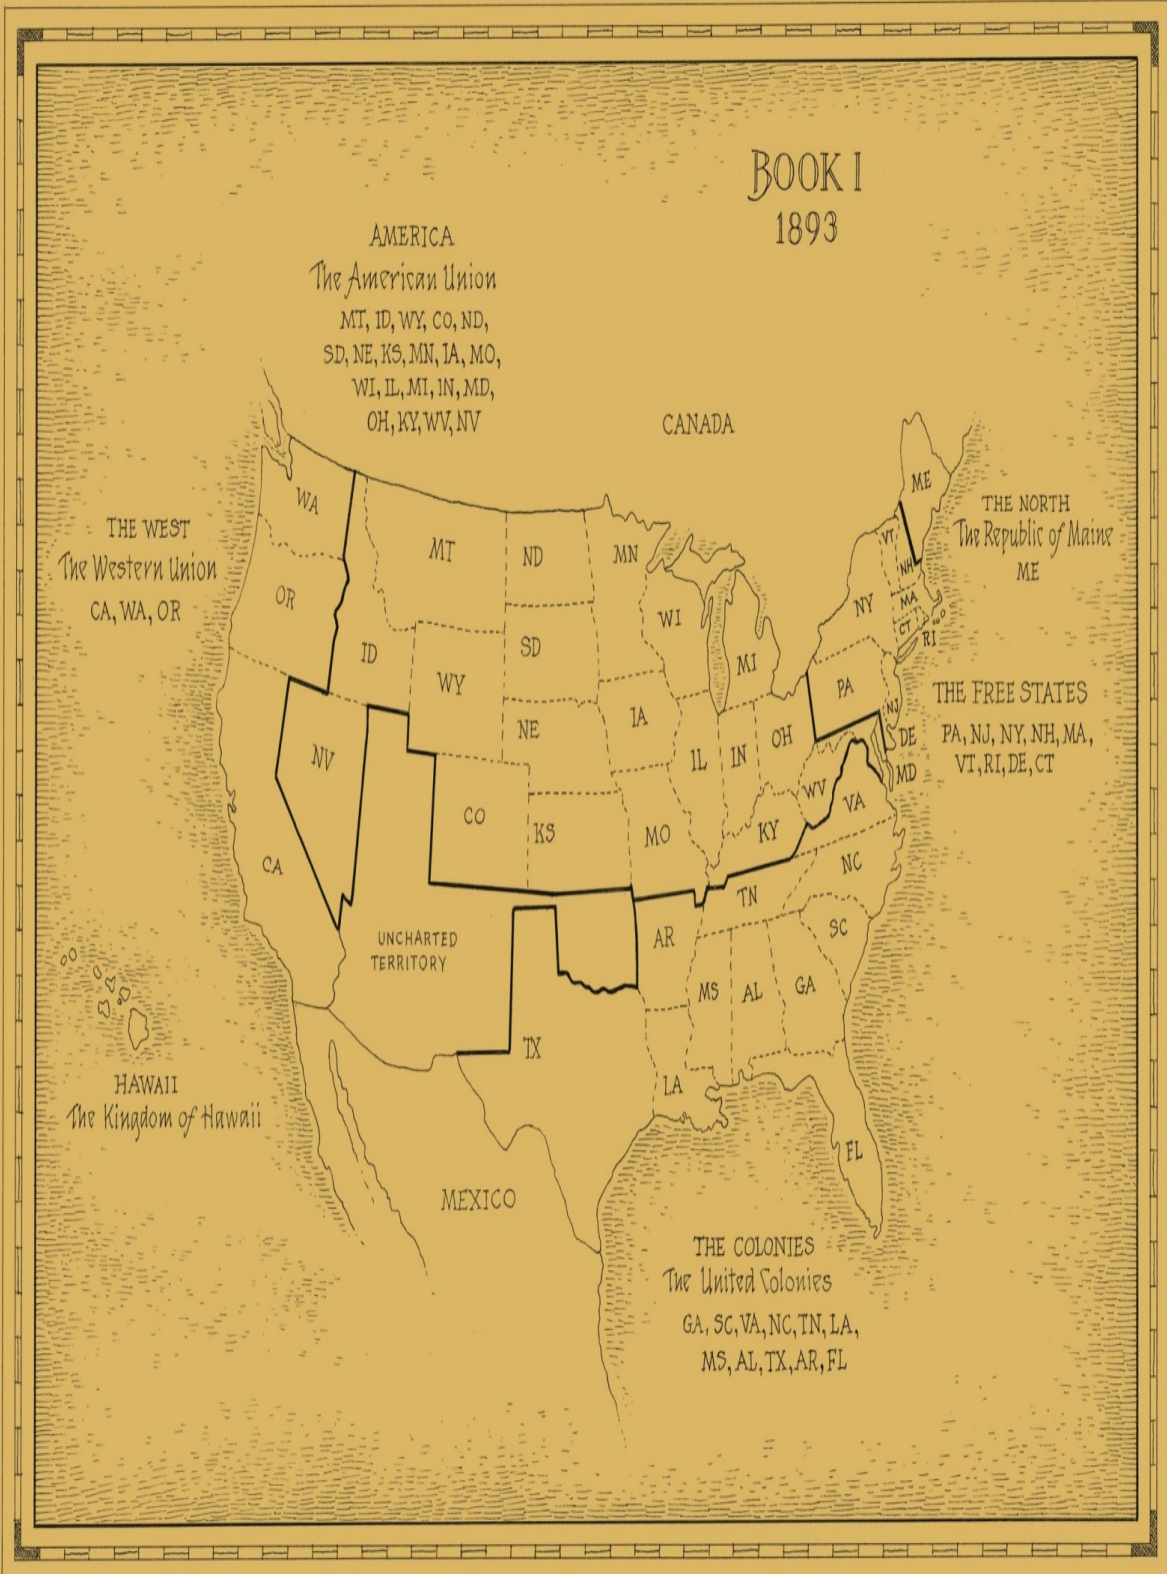 BOOK I
1893
AMERICA
The American Union
MT, ID, WY, CO, ND,
SD, NE, KS, MN, IA, MO,
WI, IL, MI, IN, MD,
OH, KY, WV, NV
CANADA
THE WEST
The Western Union
CA, WA, OR
THE NORTH
The Republic of Maine
ME
THE FREE STATES
PA, NJ, NY, NH, MA,
VT, RI, DE, CT
WA
OR
CA
NV
ID
MT
WY
CO
ND
SD
NE
KS
MN
IA
MO
WI
IL
MI
IN
OH
KY
WV
VA
MD
DE
NJ
PA
NY
VT
NH
ME
MA
CT
RI
NC
TN
SC
AR
MS
AL
GA
TX
LA
FL
UNCHARTED
TERRITORY
HAWAII
The Kingdom of Hawaii
MEXICO
THE COLONIES
The United Colonies
GA, SC, VA, NC, TN, LA,
MS, AL, TX, AR, FL